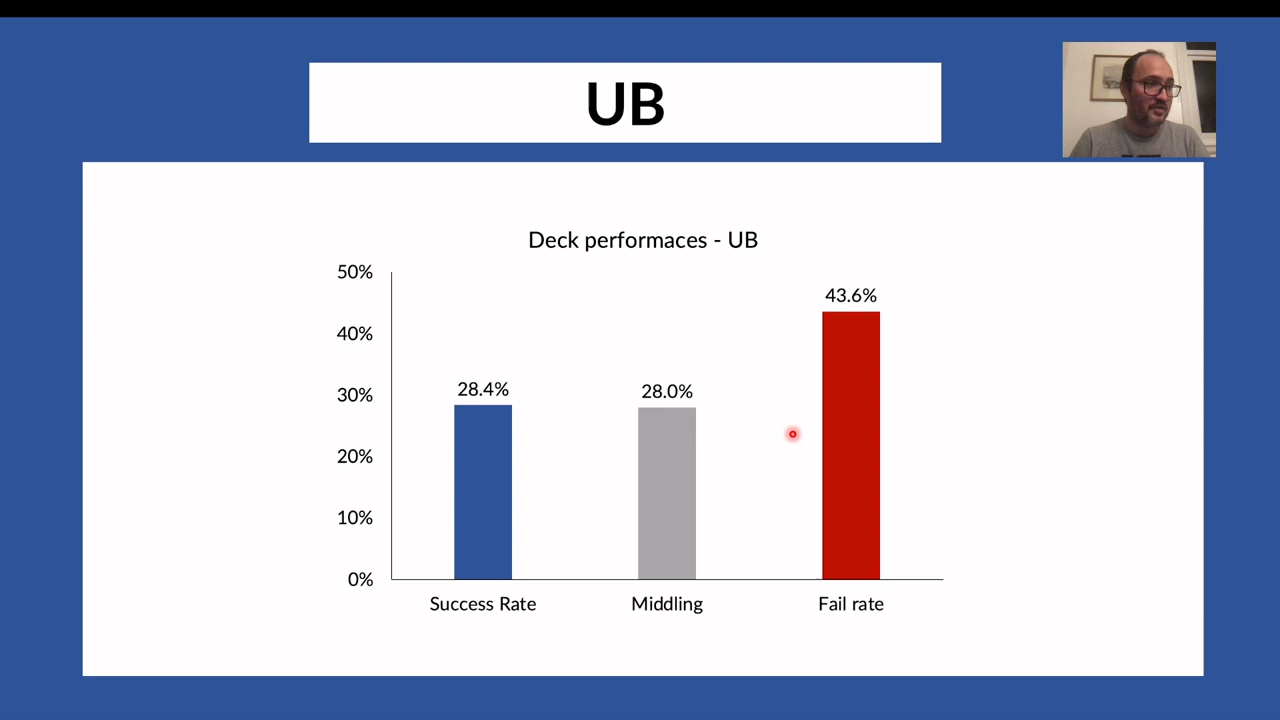 UB
Deck performaces - UB
50%
43.6%
40%
30%
28.4%
28.0%
20%
10%
0%
Success Rate
Middling
Fail rate